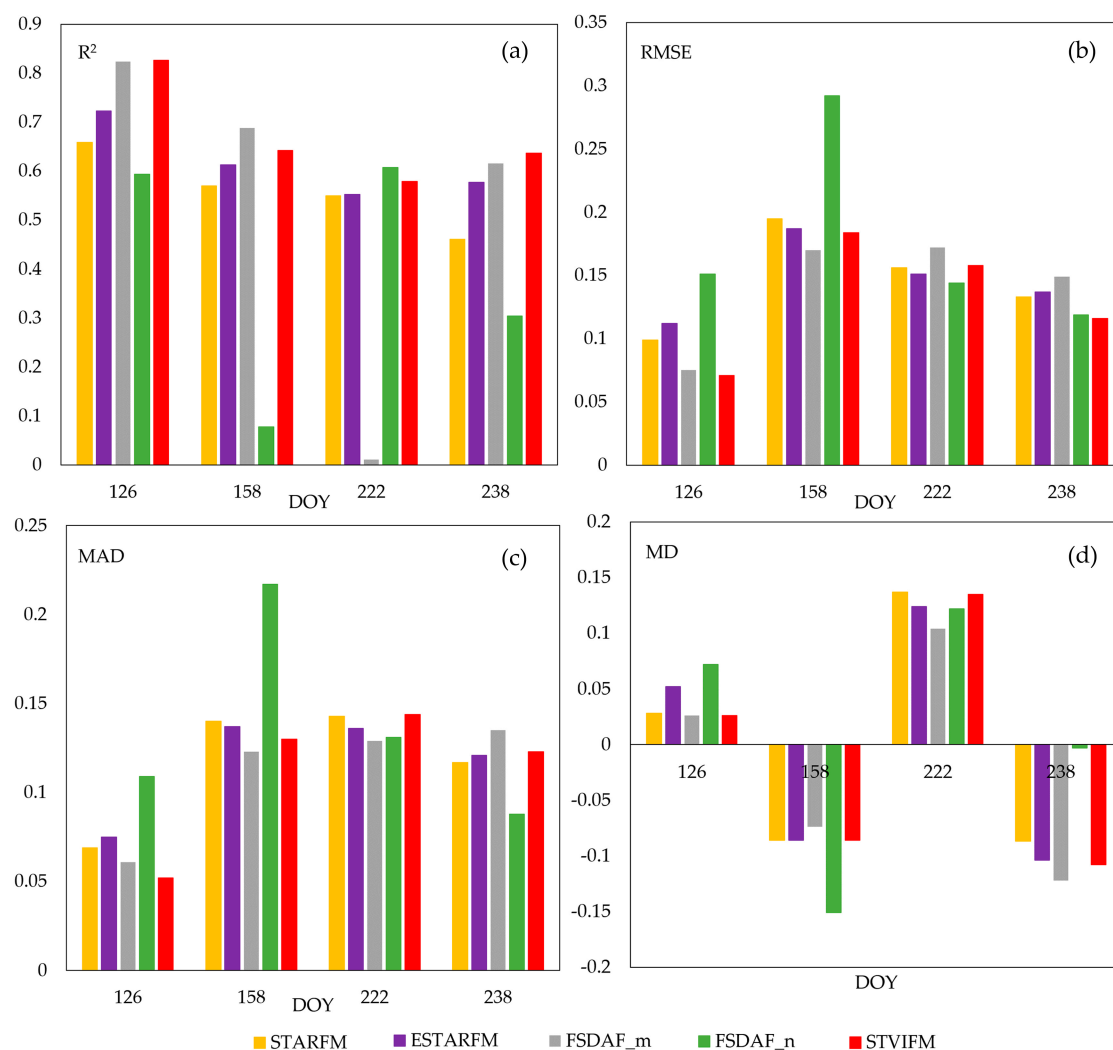 R² (a)
0.9
0.8
0.7
0.6
0.5
0.4
0.3
0.2
0.1
0
126 158 222 238
DOY
RMSE (b)
0.35
0.3
0.25
0.2
0.15
0.1
0.05
0
126 158 222 238
DOY
MAD (c)
0.25
0.2
0.15
0.1
0.05
0
126 158 222 238
DOY
MD (d)
0.2
0.15
0.1
0.05
0
-0.05
-0.1
-0.15
-0.2
126 158 222 238
DOY
STARFM ESTARFM FSDAF_m FSDAF_n STVIFM